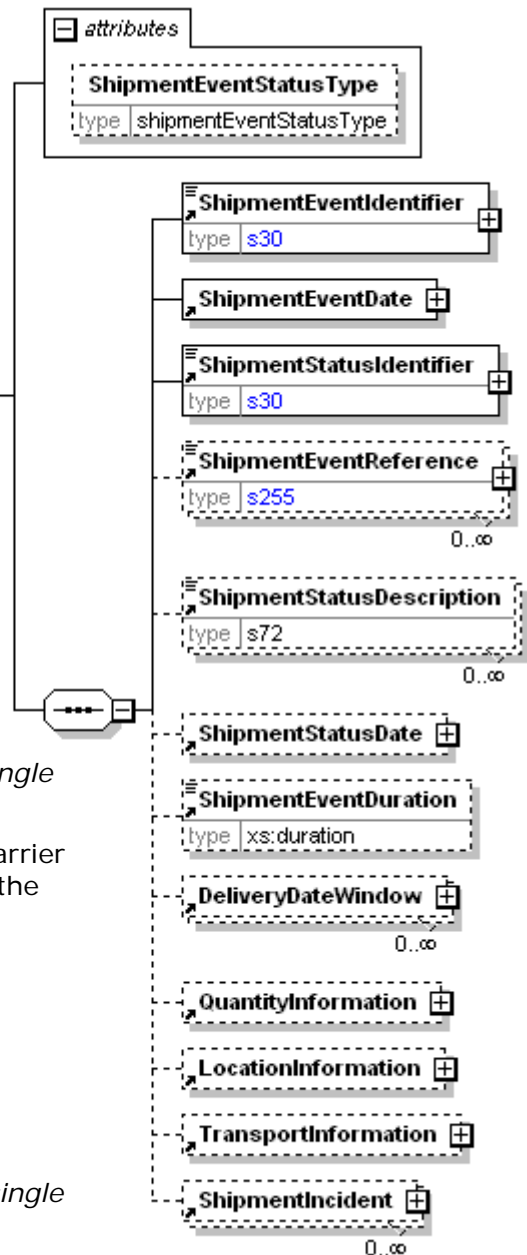 attributes
ShipmentEventStatusType
type shipmentEventStatusType
ShipmentEventIdentifier
type s30
ShipmentEventDate
ShipmentStatusIdentifier
type s30
ShipmentEventReference
type s255
0..∞
ShipmentStatusDescription
type s72
0..∞
ShipmentStatusDate
ngle
ShipmentEventDuration
type xs:duration
arrier
the
DeliveryDateWindow
0..∞
QuantityInformation
LocationInformation
TransportInformation
ingle
ShipmentIncident
0..∞